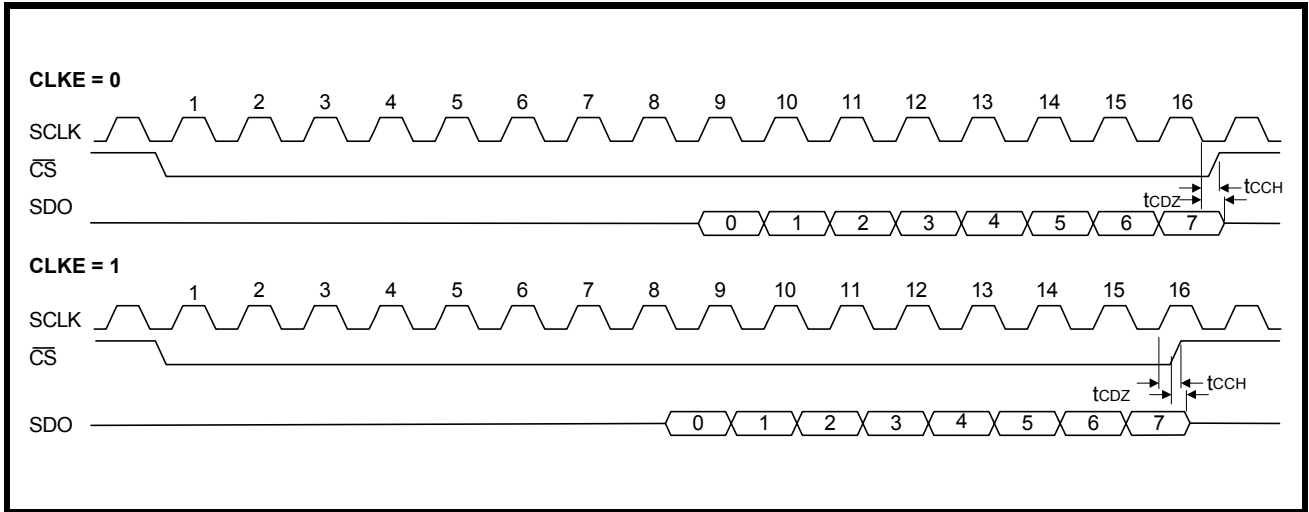 CLKE = 0
1 2 3 4 5 6 7 8 9 10 11 12 13 14 15 16
SCLK
CS
tCCH
tCDZ
SDO
0 1 2 3 4 5 6 7
CLKE = 1
1 2 3 4 5 6 7 8 9 10 11 12 13 14 15 16
SCLK
CS
tCDZ tCCH
SDO
0 1 2 3 4 5 6 7